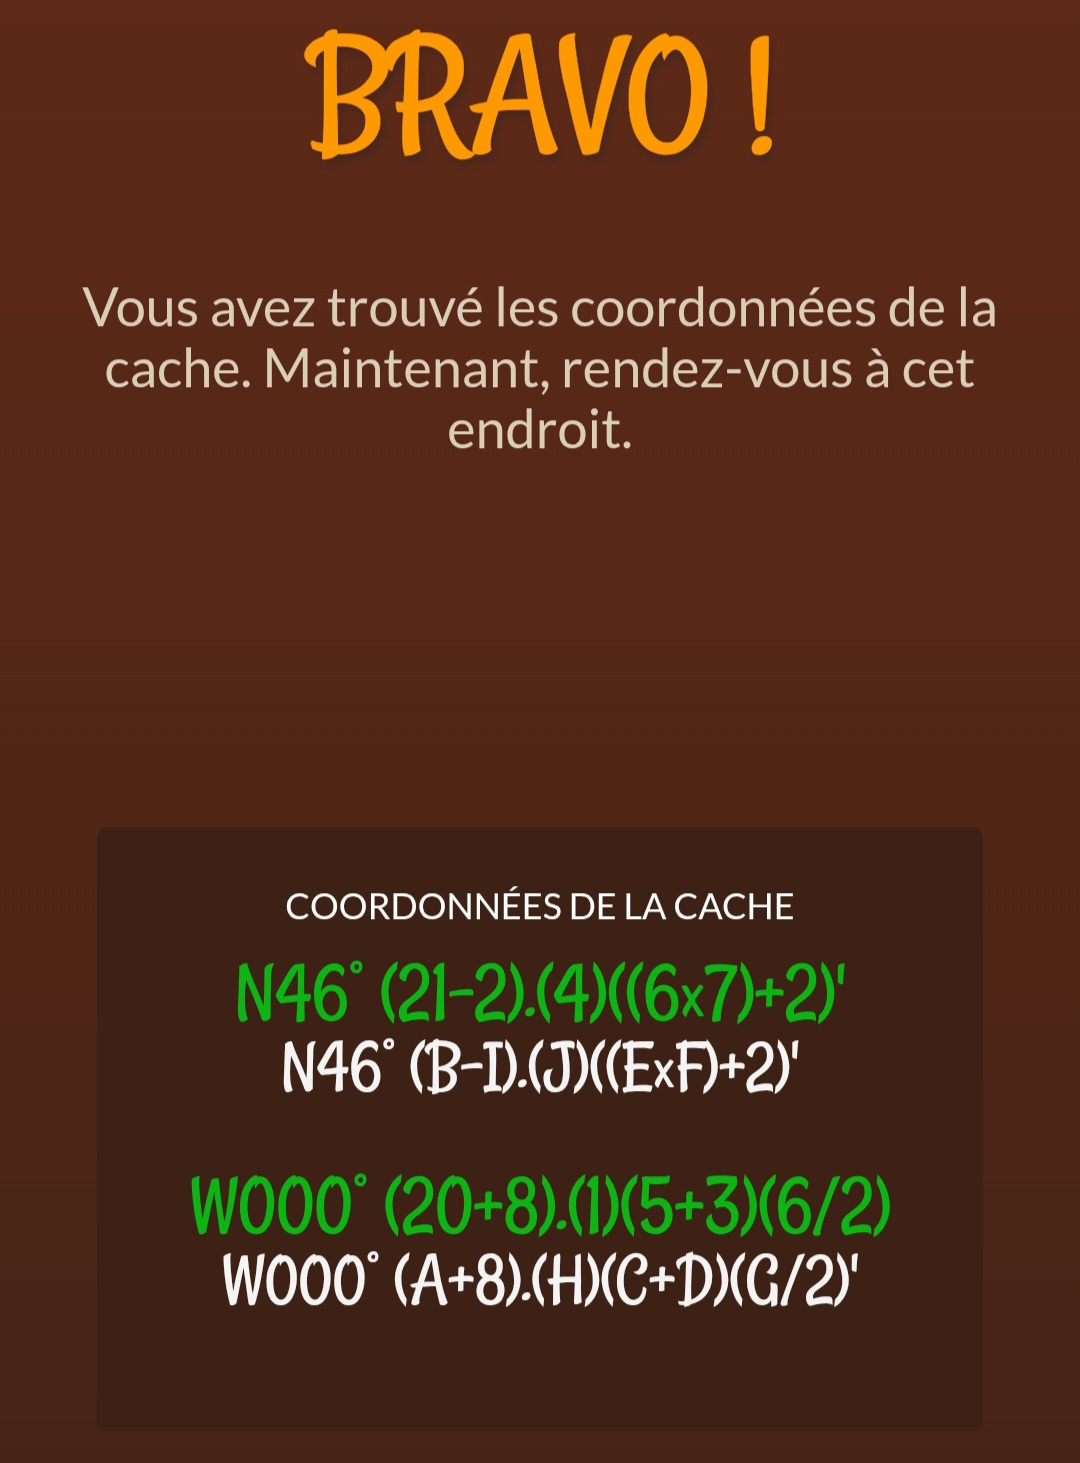 BRAVO !
Vous avez trouvé les coordonnées de la
cache. Maintenant, rendez-vous à cet
endroit.
COORDONNÉES DE LA CACHE
N46° (21-2).(4)((6x7)+2)'
N46° (B-I).(J)((ExF)+2)'
W000° (20+8).(1)(5+3)(6/2)
W000° (A+8).(H)(C+D)(G/2)'